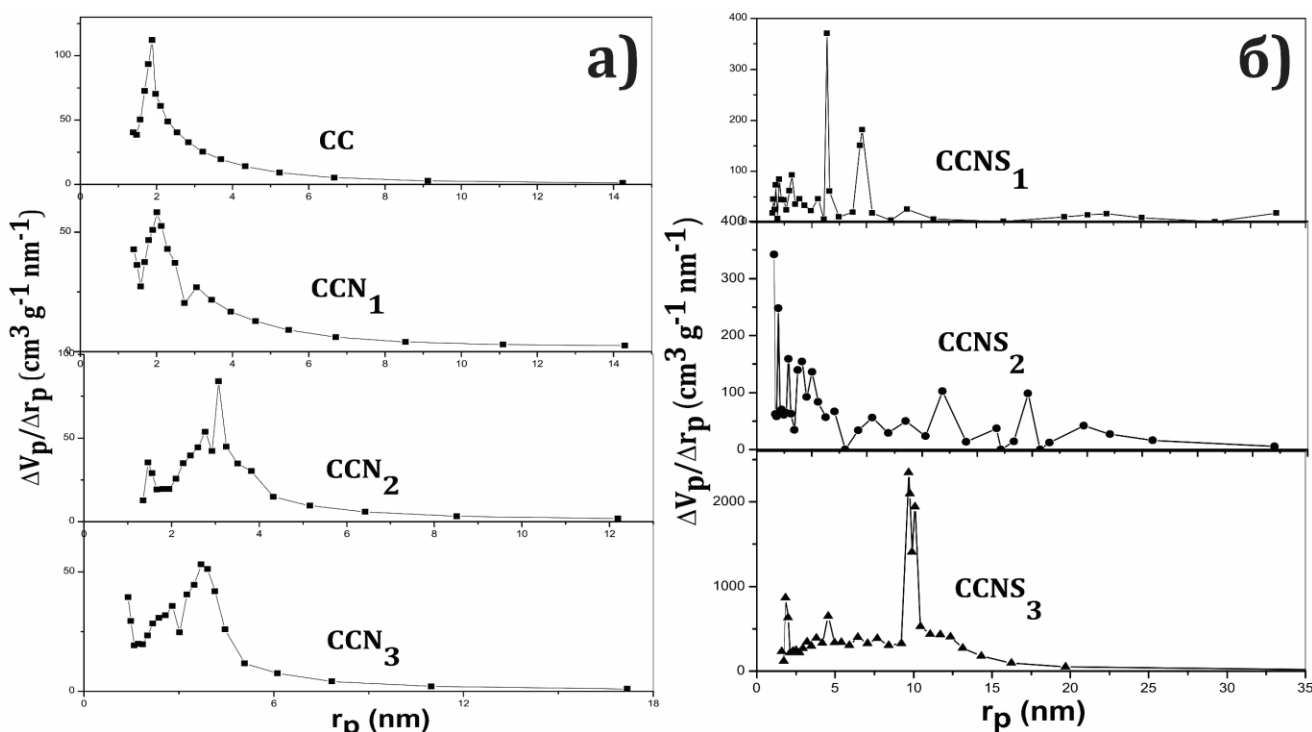 а)
100
50
0
CC
0 2 4 6 8 10 12 14
50
0
CCN1
0 2 4 6 8 10 12 14
100
50
0
CCN2
0 2 4 6 8 10 12
50
0
CCN3
0 6 12 18
ΔVp/Δrp (cm³ g⁻¹ nm⁻¹)
rp (nm)
б)
400
300
200
100
CCNS1
400
300
200
100
0
CCNS2
2000
1000
0
CCNS3
0 5 10 15 20 25 30 35
ΔVp/Δrp (cm³ g⁻¹ nm⁻¹)
rp (nm)